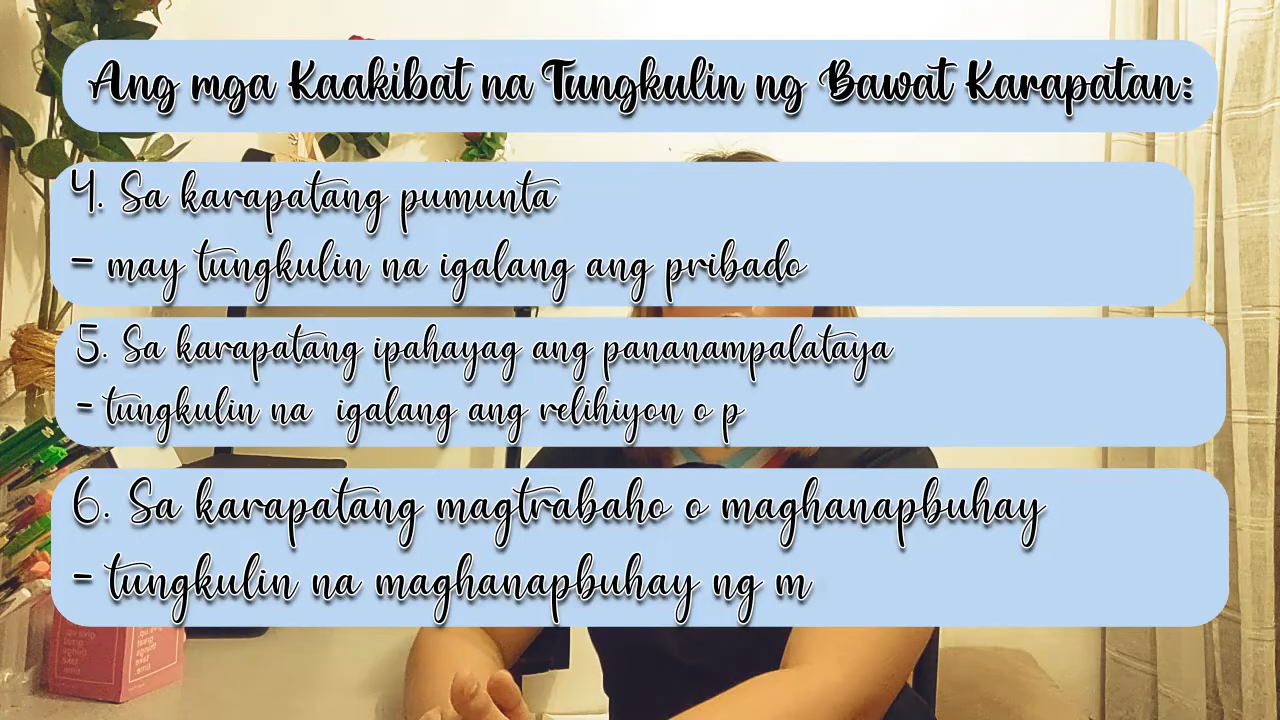 Ang mga Kaakibat na Tungkulin ng Bawat Karapatan:
4. Sa karapatang pumunta
- may tungkulin na igalang ang pribado
5. Sa karapatang ipahayag ang pananampalataya
- tungkulin na igalang ang relihiyon o p
6. Sa karapatang magtrabaho o maghanapbuhay
- tungkulin na maghanapbuhay ng m